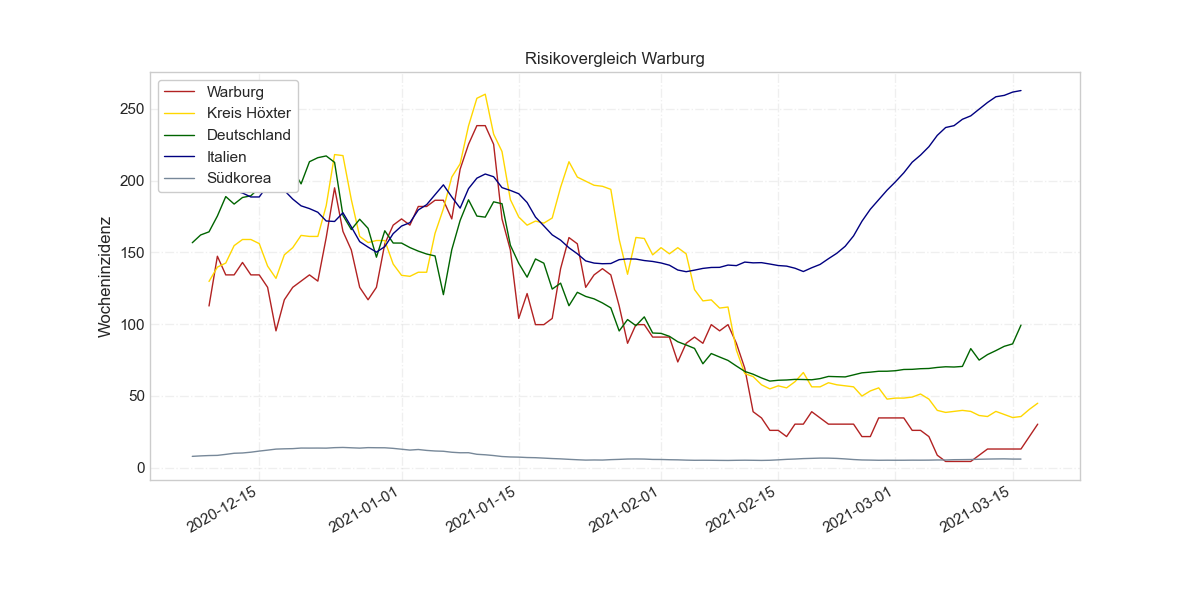 Risikovergleich Warburg
Warburg
Kreis Höxter
Deutschland
Italien
Südkorea
Wocheninzidenz
250
200
150
100
50
0
2020-12-15
2021-01-01
2021-01-15
2021-02-01
2021-02-15
2021-03-01
2021-03-15